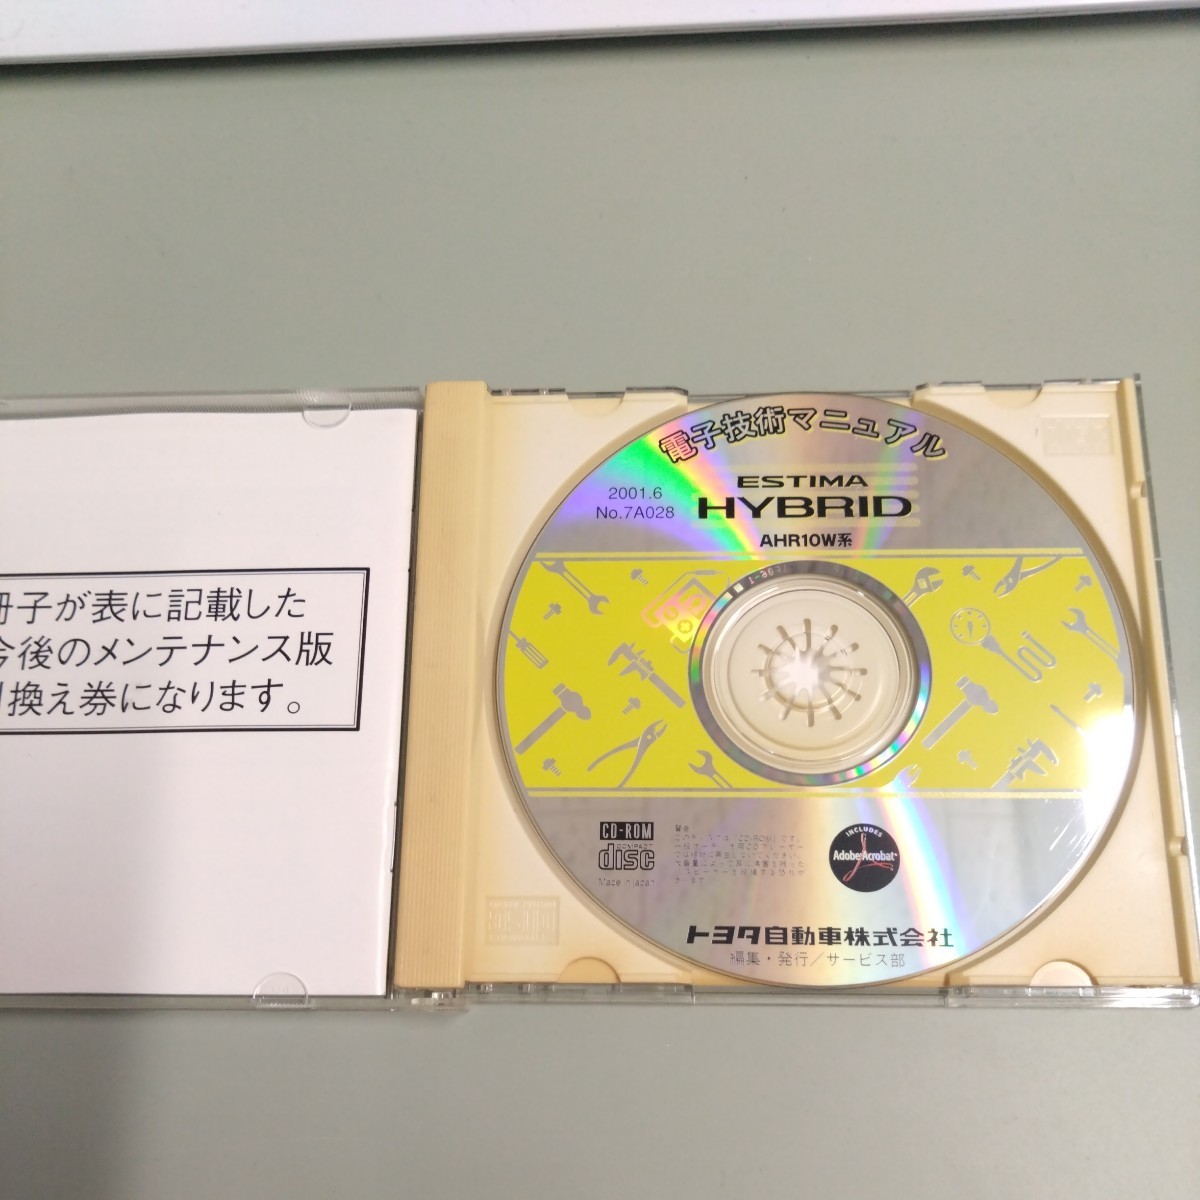 冊子が表に記載した
今後のメンテナンス版
換え券になります。
電子技術マニュアル
2001.6
No.7A028
ESTIMA
HYBRID
AHR10W系
CD-ROM
COMPACT
disc
Made in Japan
警告
INCLUDES
Adobe Acrobat
トヨタ自動車株式会社
編集・発行／サービス部